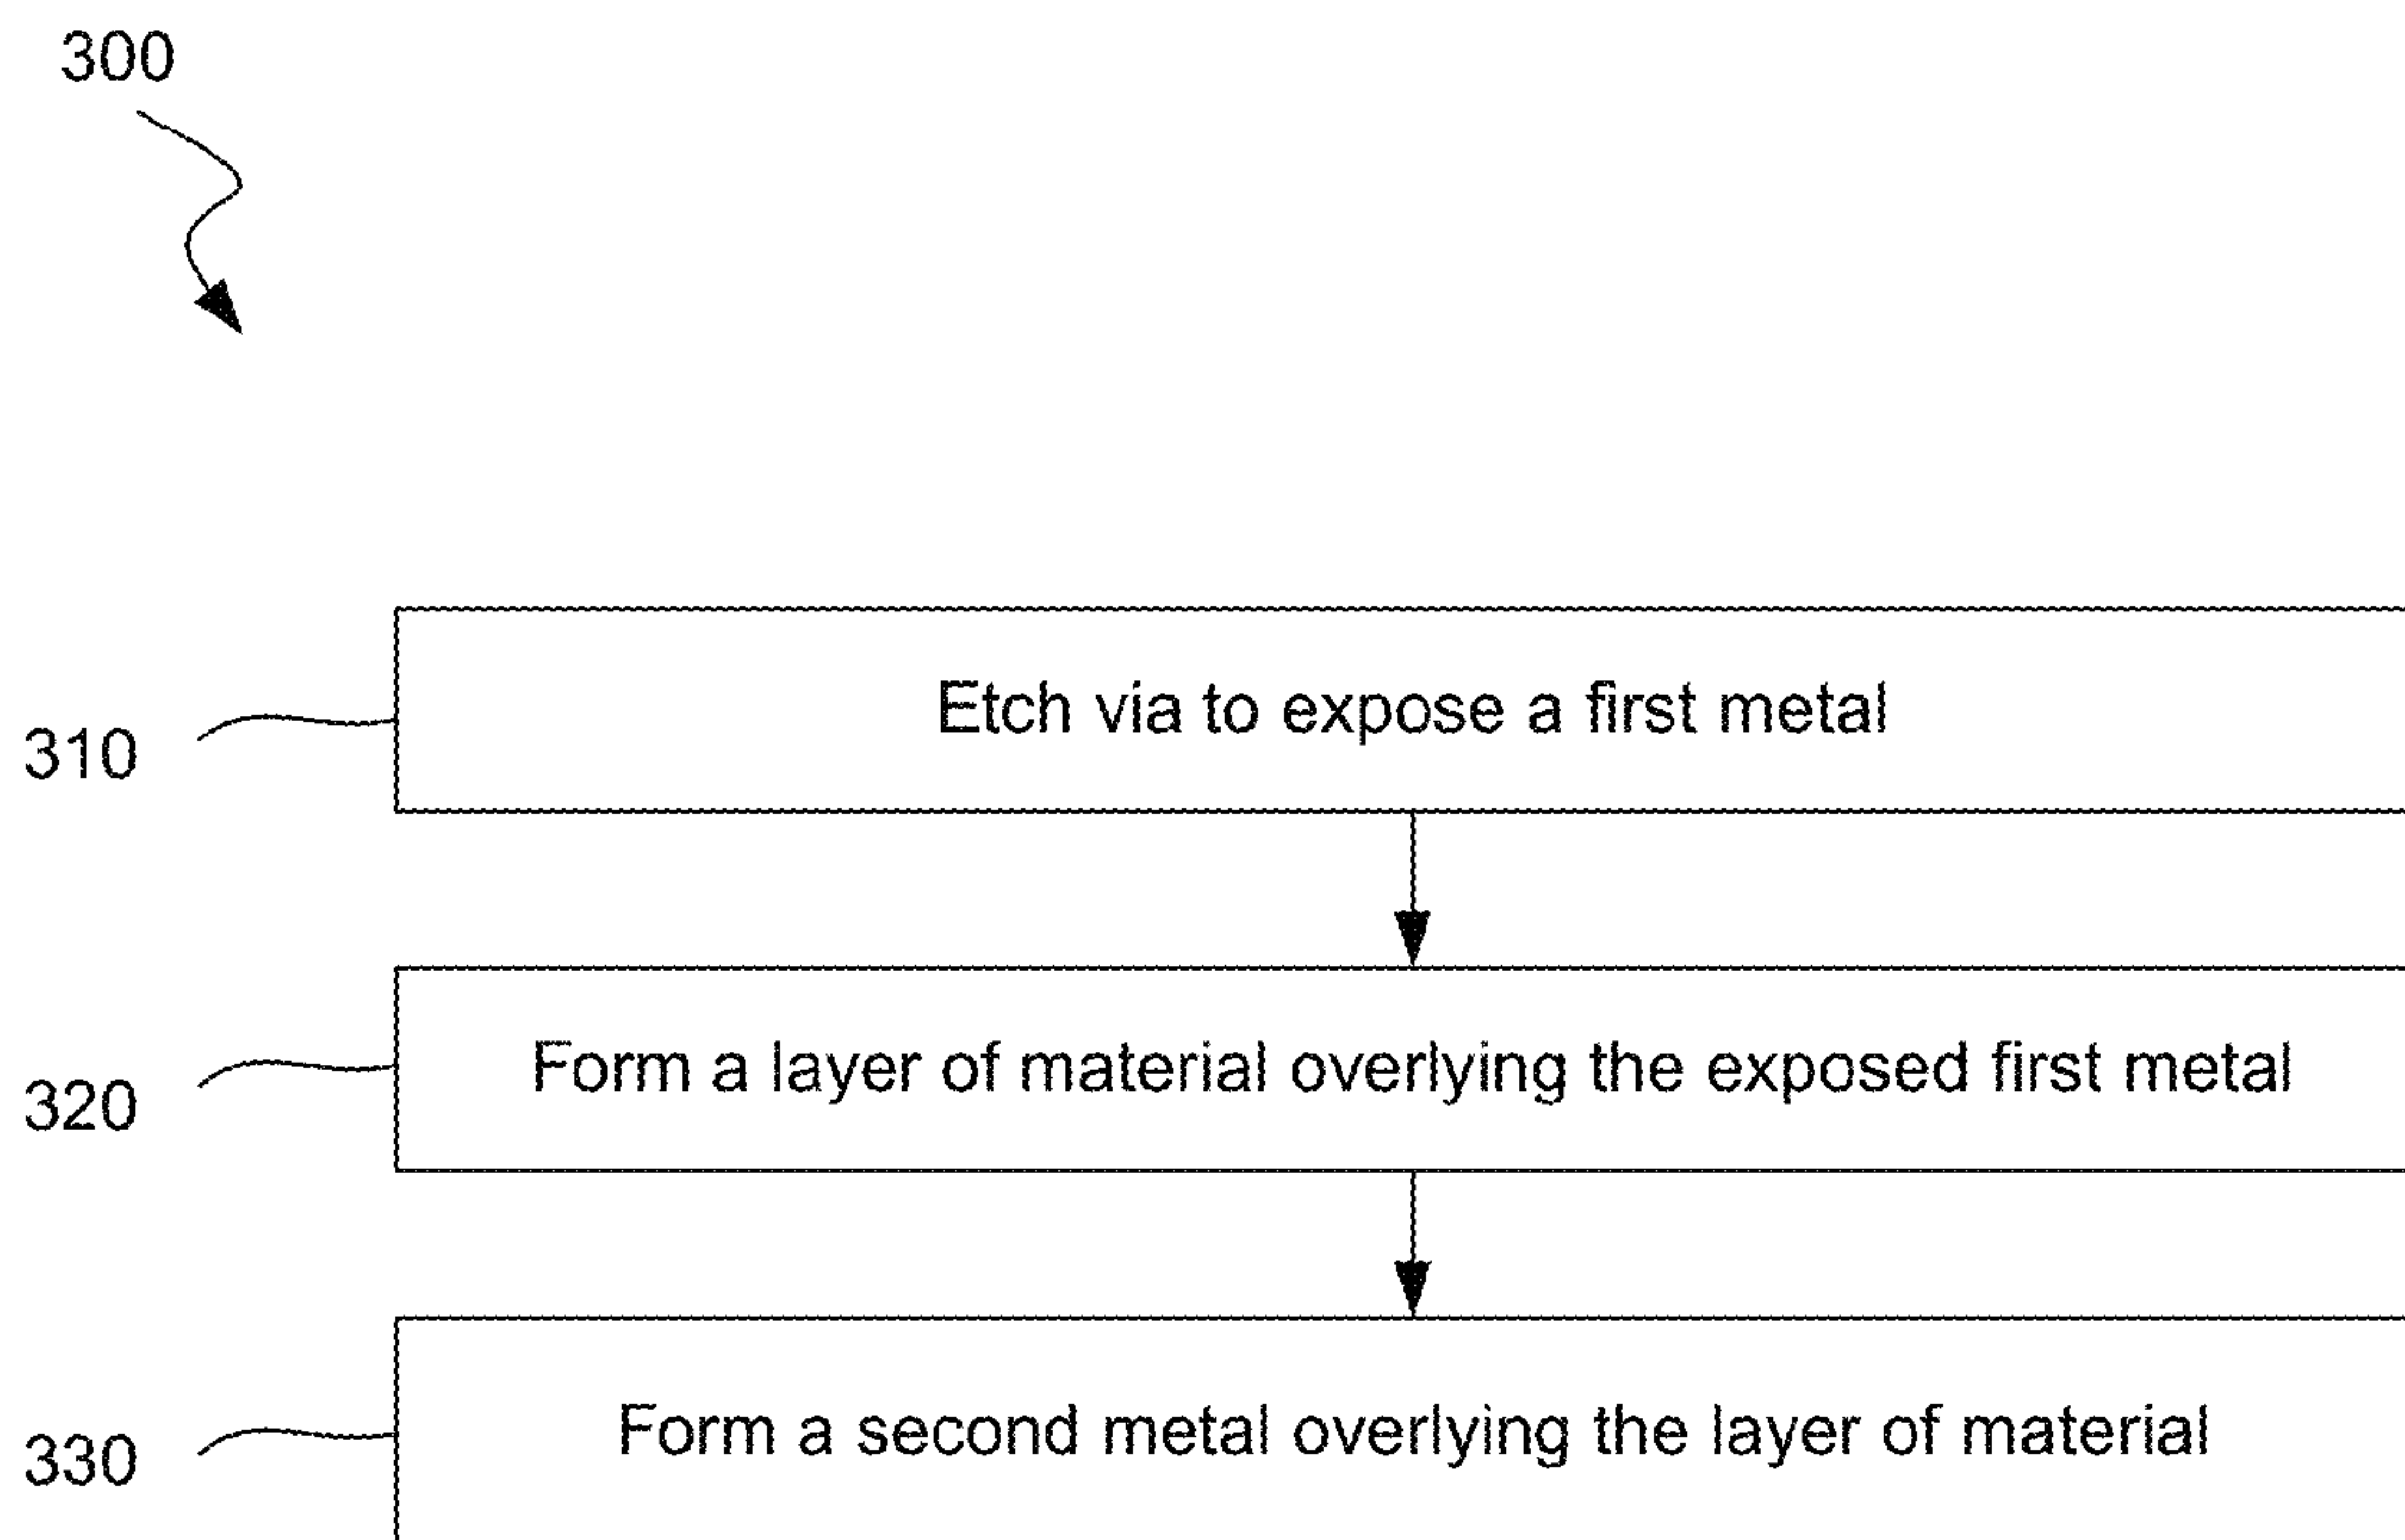 300
310
Etch via to expose a first metal
320
Form a layer of material overlying the exposed first metal
330
Form a second metal overlying the layer of material